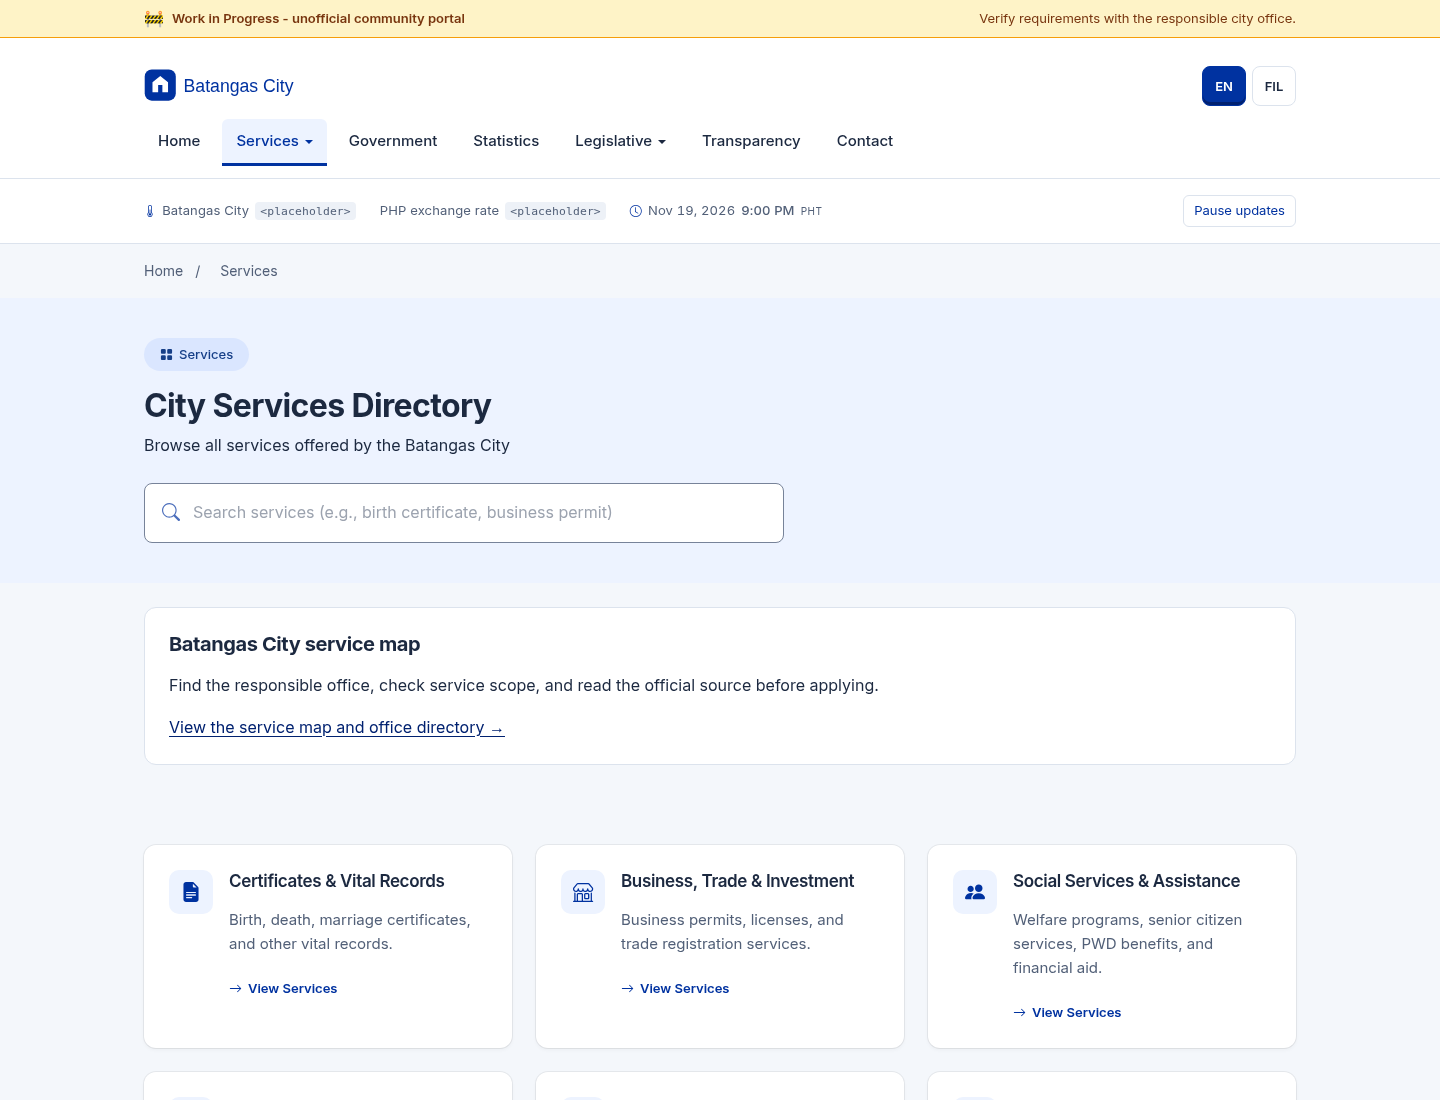 Work in Progress - unofficial community portal
Verify requirements with the responsible city office.
Batangas City
EN
FIL
Home
Services
Government
Statistics
Legislative
Transparency
Contact
Batangas City <placeholder>
PHP exchange rate <placeholder>
Nov 19, 2026 9:00 PM PHT
Pause updates
Home / Services
Services
City Services Directory
Browse all services offered by the Batangas City
Search services (e.g., birth certificate, business permit)
Batangas City service map
Find the responsible office, check service scope, and read the official source before applying.
View the service map and office directory →
Certificates & Vital Records
Birth, death, marriage certificates,
and other vital records.
→ View Services
Business, Trade & Investment
Business permits, licenses, and
trade registration services.
→ View Services
Social Services & Assistance
Welfare programs, senior citizen
services, PWD benefits, and
financial aid.
→ View Services